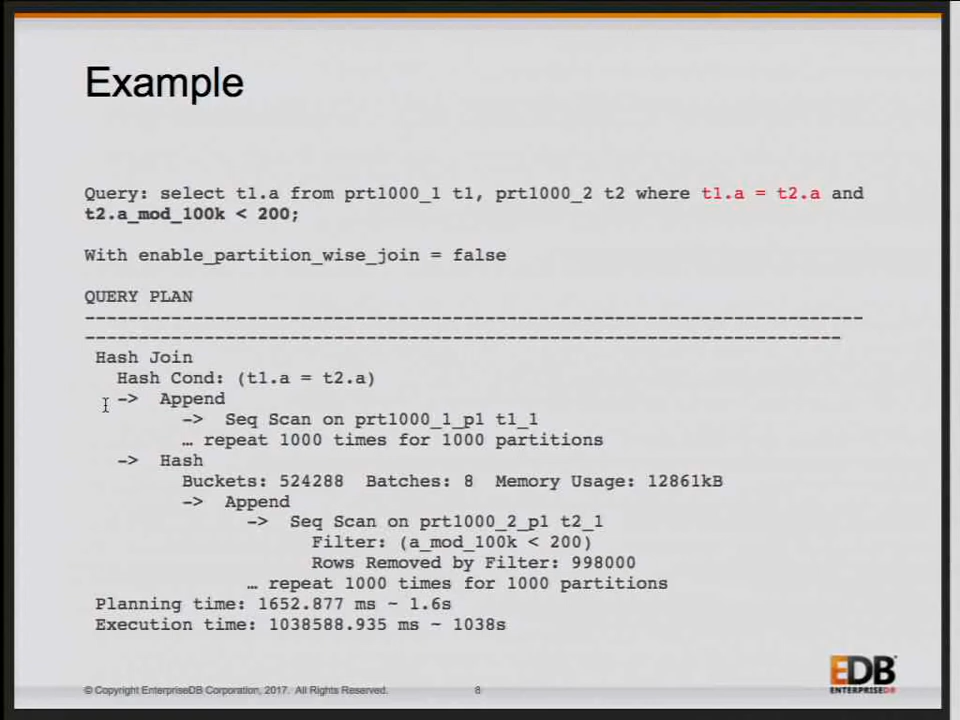 Example
Query: select t1.a from prt1000_1 t1, prt1000_2 t2 where t1.a = t2.a and
t2.a_mod_100k < 200;
With enable_partition_wise_join = false
QUERY PLAN
------------------------------------------------------------------------
----------------------------------------------------------------------
Hash Join
Hash Cond: (t1.a = t2.a)
-> Append
-> Seq Scan on prt1000_1_p1 t1_1
… repeat 1000 times for 1000 partitions
-> Hash
Buckets: 524288 Batches: 8 Memory Usage: 12861kB
-> Append
-> Seq Scan on prt1000_2_p1 t2_1
Filter: (a_mod_100k < 200)
Rows Removed by Filter: 998000
… repeat 1000 times for 1000 partitions
Planning time: 1652.877 ms ~ 1.6s
Execution time: 1038588.935 ms ~ 1038s
© Copyright EnterpriseDB Corporation, 2017. All Rights Reserved. 8
EDB
ENTERPRISEDB